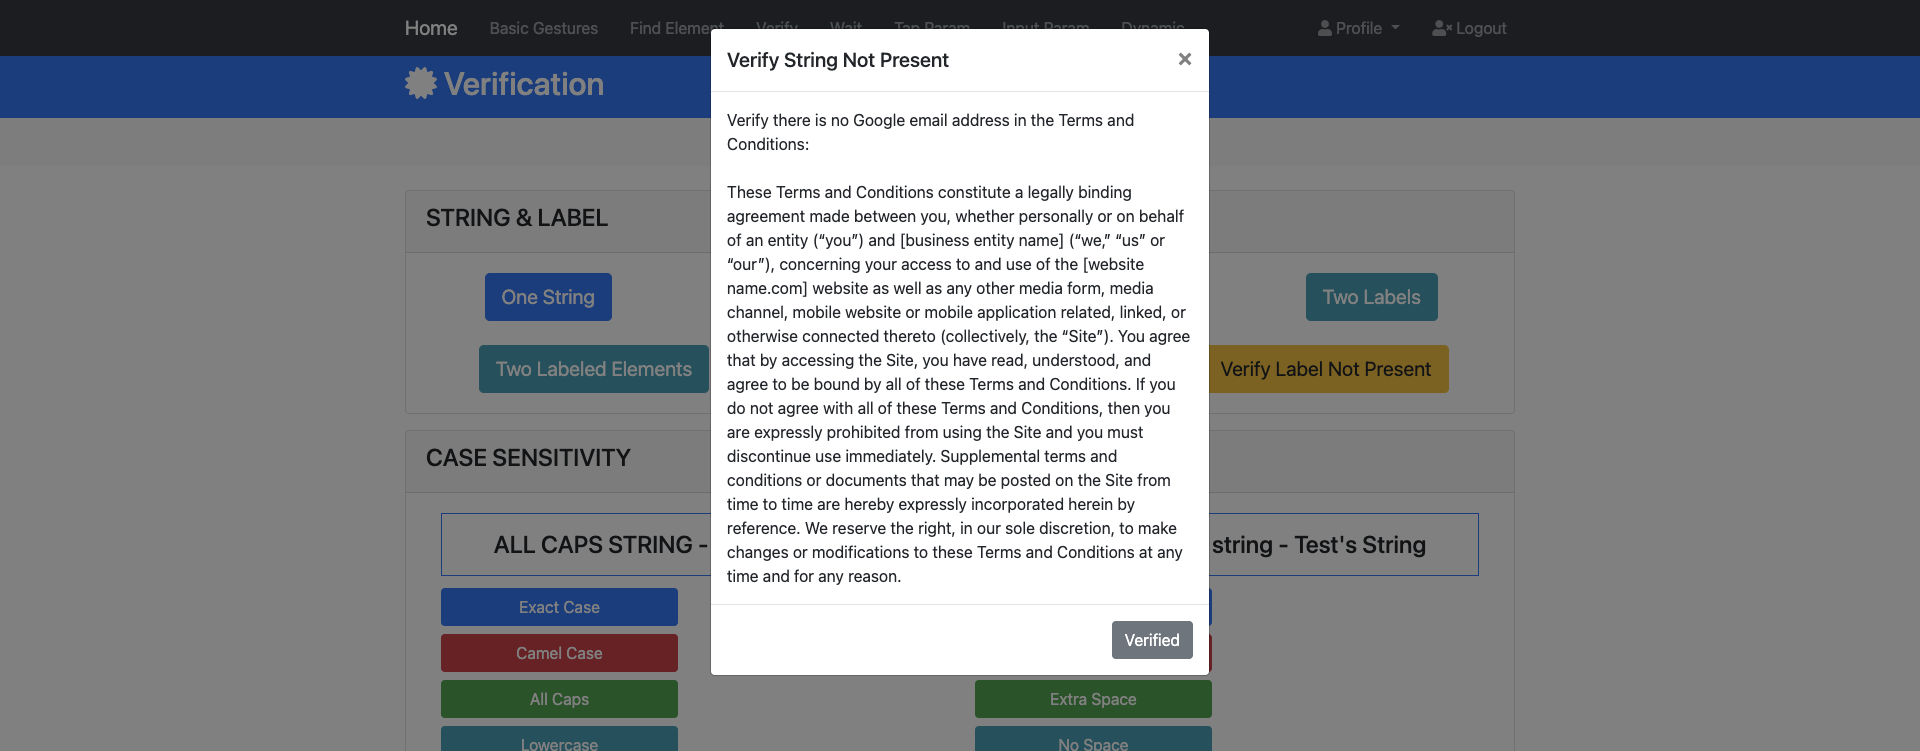 Home Basic Gestures Find Element Verify Wait Tap Param Input Param Dynamic Profile Logout
Verification
Verify String Not Present
×
Verify there is no Google email address in the Terms and
Conditions:
These Terms and Conditions constitute a legally binding
agreement made between you, whether personally or on behalf
of an entity (“you”) and [business entity name] (“we,” “us” or
“our”), concerning your access to and use of the [website
name.com] website as well as any other media form, media
channel, mobile website or mobile application related, linked, or
otherwise connected thereto (collectively, the “Site”). You agree
that by accessing the Site, you have read, understood, and
agree to be bound by all of these Terms and Conditions. If you
do not agree with all of these Terms and Conditions, then you
are expressly prohibited from using the Site and you must
discontinue use immediately. Supplemental terms and
conditions or documents that may be posted on the Site from
time to time are hereby expressly incorporated herein by
reference. We reserve the right, in our sole discretion, to make
changes or modifications to these Terms and Conditions at any
time and for any reason.
Verified
STRING & LABEL
One String
Two Labels
Two Labeled Elements
Verify Label Not Present
CASE SENSITIVITY
ALL CAPS STRING -
string - Test's String
Exact Case
Camel Case
All Caps
Extra Space
Lowercase
No Space